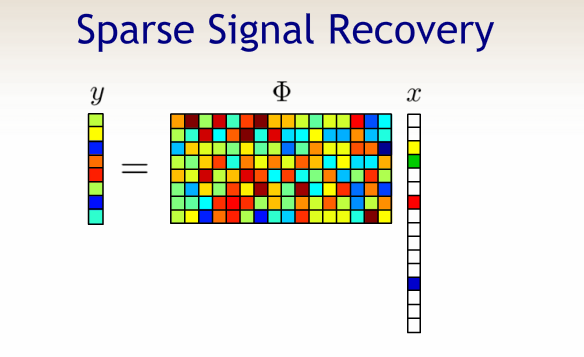 Sparse Signal Recovery
y Φ x
=